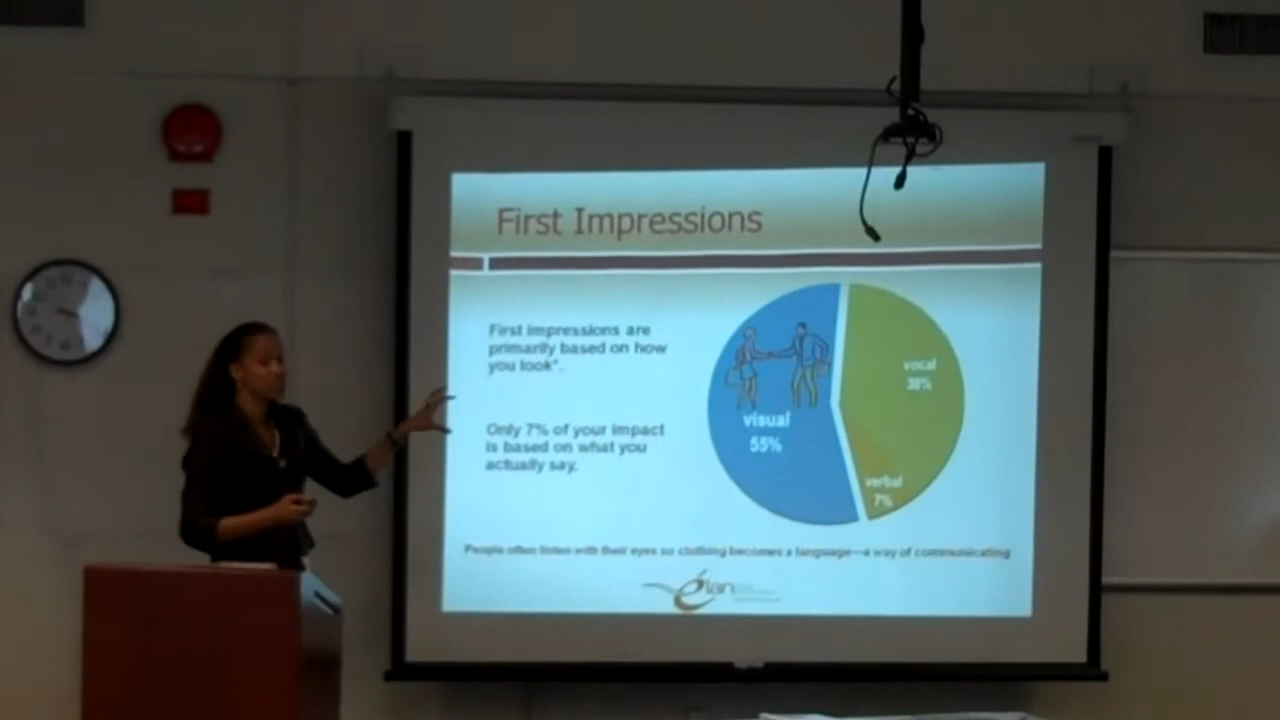 First Impressions
First impressions are
primarily based on how
you look".
Only 7% of your impact
is based on what you
actually say.
vocal
38%
visual
55%
verbal
7%
People often listen with their eyes so clothing becomes a language—a way of communicating
élan